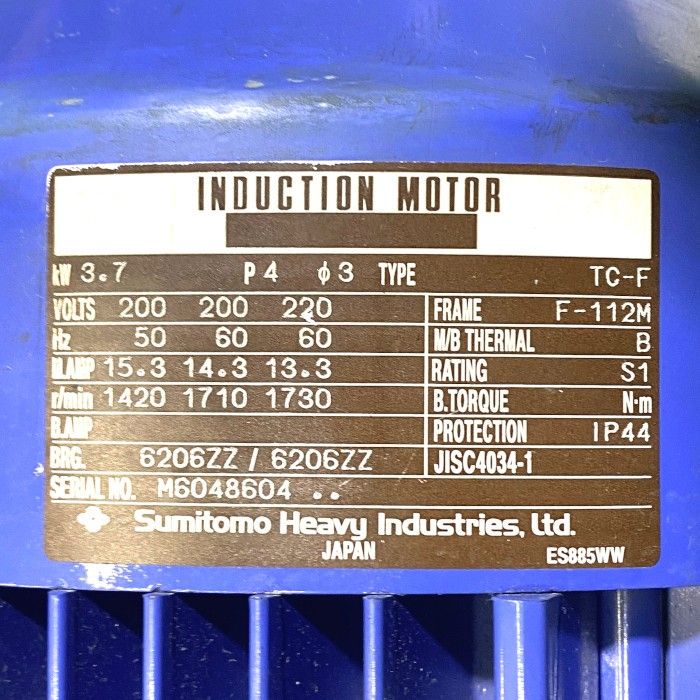 INDUCTION MOTOR
kW 3.7 P 4 φ 3 TYPE TC-F
VOLTS 200 200 220 FRAME F-112M
Hz 50 60 60 M/B THERMAL B
M.AMP 15.3 14.3 13.3 RATING S1
r/min 1420 1710 1730 B.TORQUE N·m
B.AMP PROTECTION IP44
BRG. 6206ZZ / 6206ZZ JISC4034-1
SERIAL NO. M6048604 ..
Sumitomo Heavy Industries, Ltd.
JAPAN ES885WW